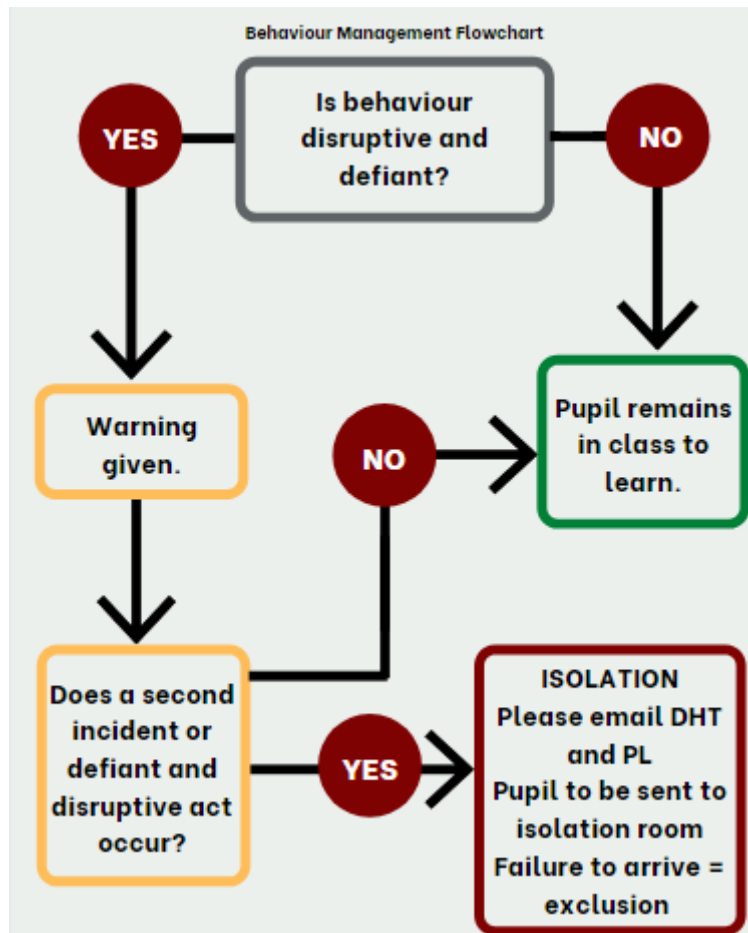 Behaviour Management Flowchart
Is behaviour
disruptive and
defiant?
YES
NO
Warning
given.
NO
Pupil remains
in class to
learn.
Does a second
incident or
defiant and
disruptive act
occur?
YES
ISOLATION
Please email DHT
and PL
Pupil to be sent to
isolation room
Failure to arrive =
exclusion